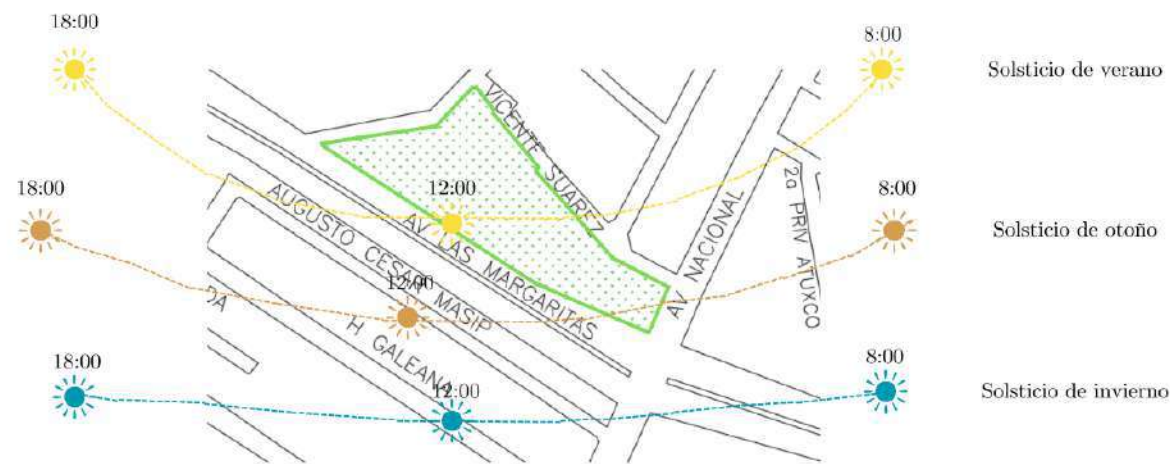 18:00
8:00
Solsticio de verano
VICENTE SUAREZ
18:00
12:00
8:00
Solsticio de otoño
2a PRIV ATUXCO
AV NACIONAL
AUGUSTO CESAR MASIP
AV LAS MARGARITAS
12:00
DA
H GALEANA
18:00
8:00
12:00
Solsticio de invierno